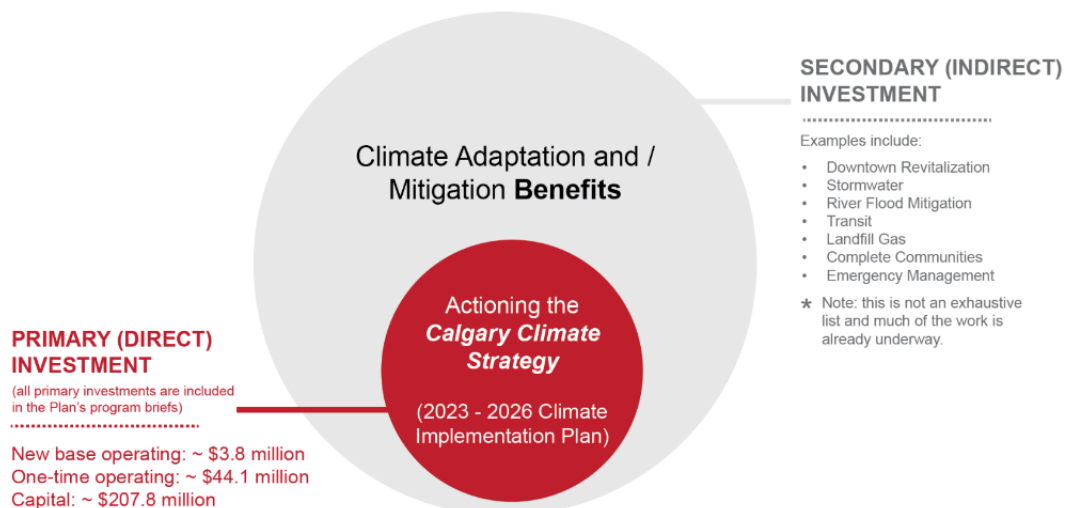 Climate Adaptation and /
Mitigation Benefits
Actioning the
Calgary Climate
Strategy
(2023 - 2026 Climate
Implementation Plan)
PRIMARY (DIRECT)
INVESTMENT
(all primary investments are included
in the Plan's program briefs)
New base operating: ~ $3.8 million
One-time operating: ~ $44.1 million
Capital: ~ $207.8 million
SECONDARY (INDIRECT)
INVESTMENT
Examples include:
• Downtown Revitalization
• Stormwater
• River Flood Mitigation
• Transit
• Landfill Gas
• Complete Communities
• Emergency Management
* Note: this is not an exhaustive
list and much of the work is
already underway.